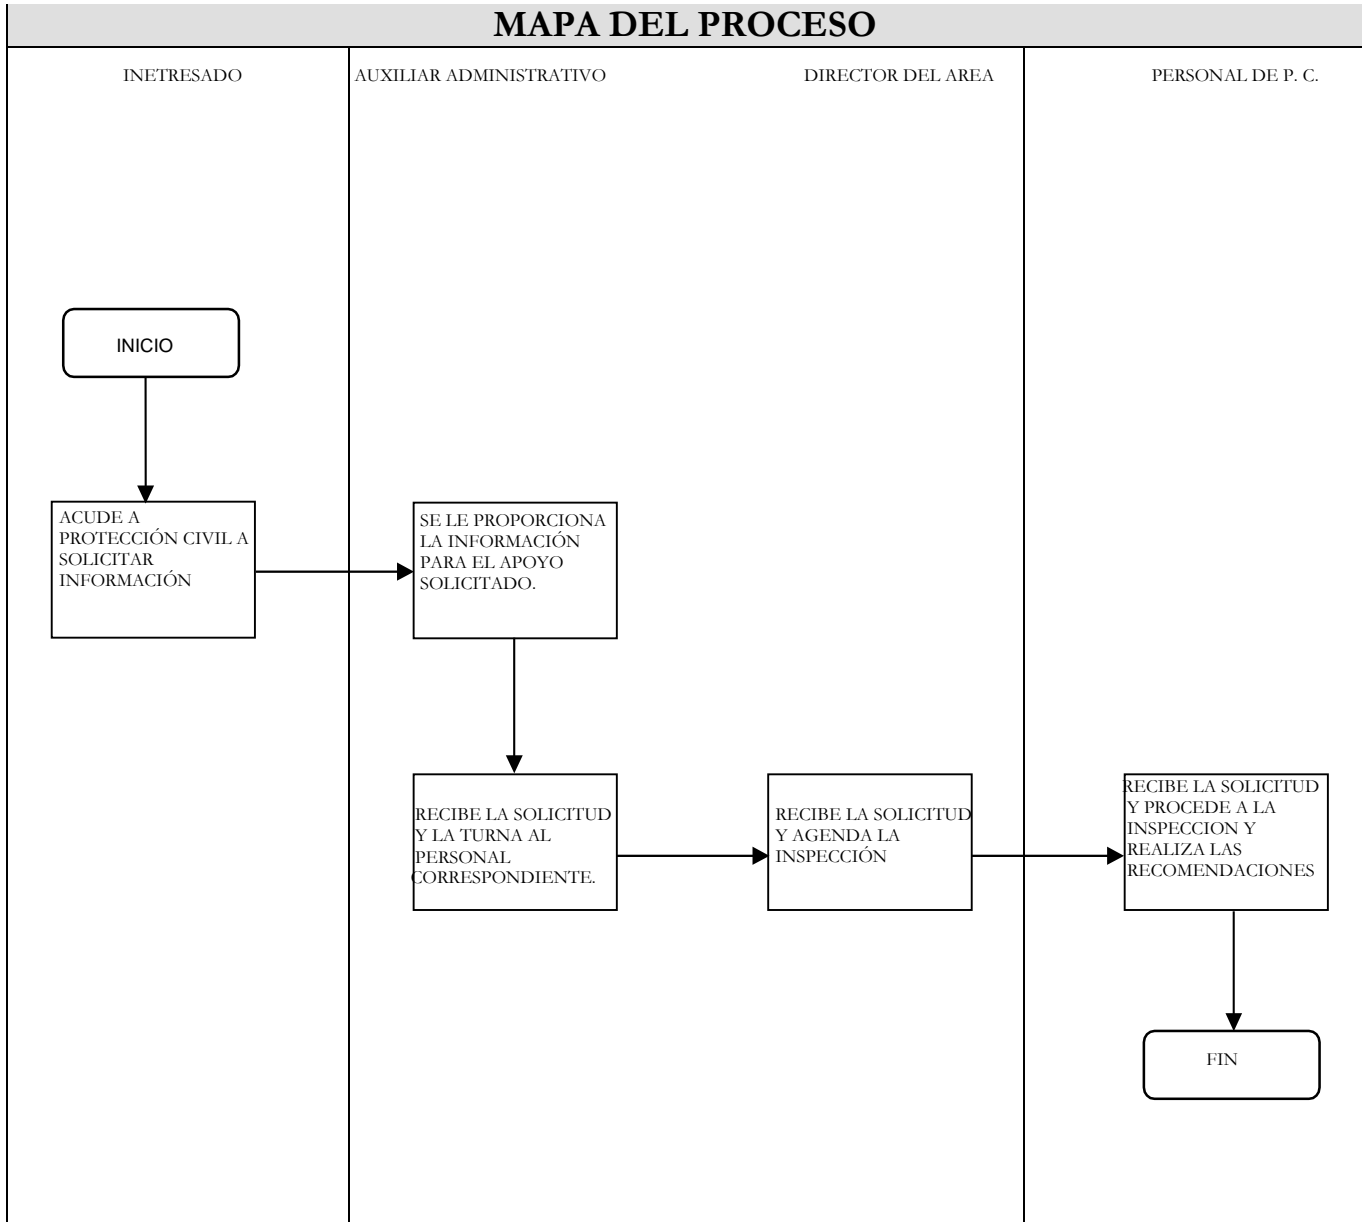 MAPA DEL PROCESO
INETRESADO
AUXILIAR ADMINISTRATIVO
DIRECTOR DEL AREA
PERSONAL DE P. C.
INICIO
ACUDE A
PROTECCIÓN CIVIL A
SOLICITAR
INFORMACIÓN
SE LE PROPORCIONA
LA INFORMACIÓN
PARA EL APOYO
SOLICITADO.
RECIBE LA SOLICITUD
Y LA TURNA AL
PERSONAL
CORRESPONDIENTE.
RECIBE LA SOLICITUD
Y AGENDA LA
INSPECCIÓN
RECIBE LA SOLICITUD
Y PROCEDE A LA
INSPECCION Y
REALIZA LAS
RECOMENDACIONES
FIN